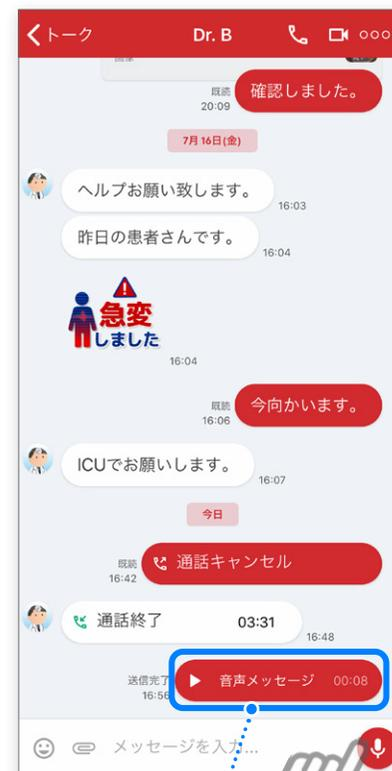 トーク
Dr. B
既読
20:09
確認しました。
7月16日(金)
ヘルプお願い致します。
16:03
昨日の患者さんです。
16:04
急変
しました
16:04
既読
16:06
今向かいます。
ICUでお願いします。
16:07
今日
既読
16:42
通話キャンセル
通話終了 03:31
16:48
送信完了
16:56
音声メッセージ 00:08
メッセージを入力...